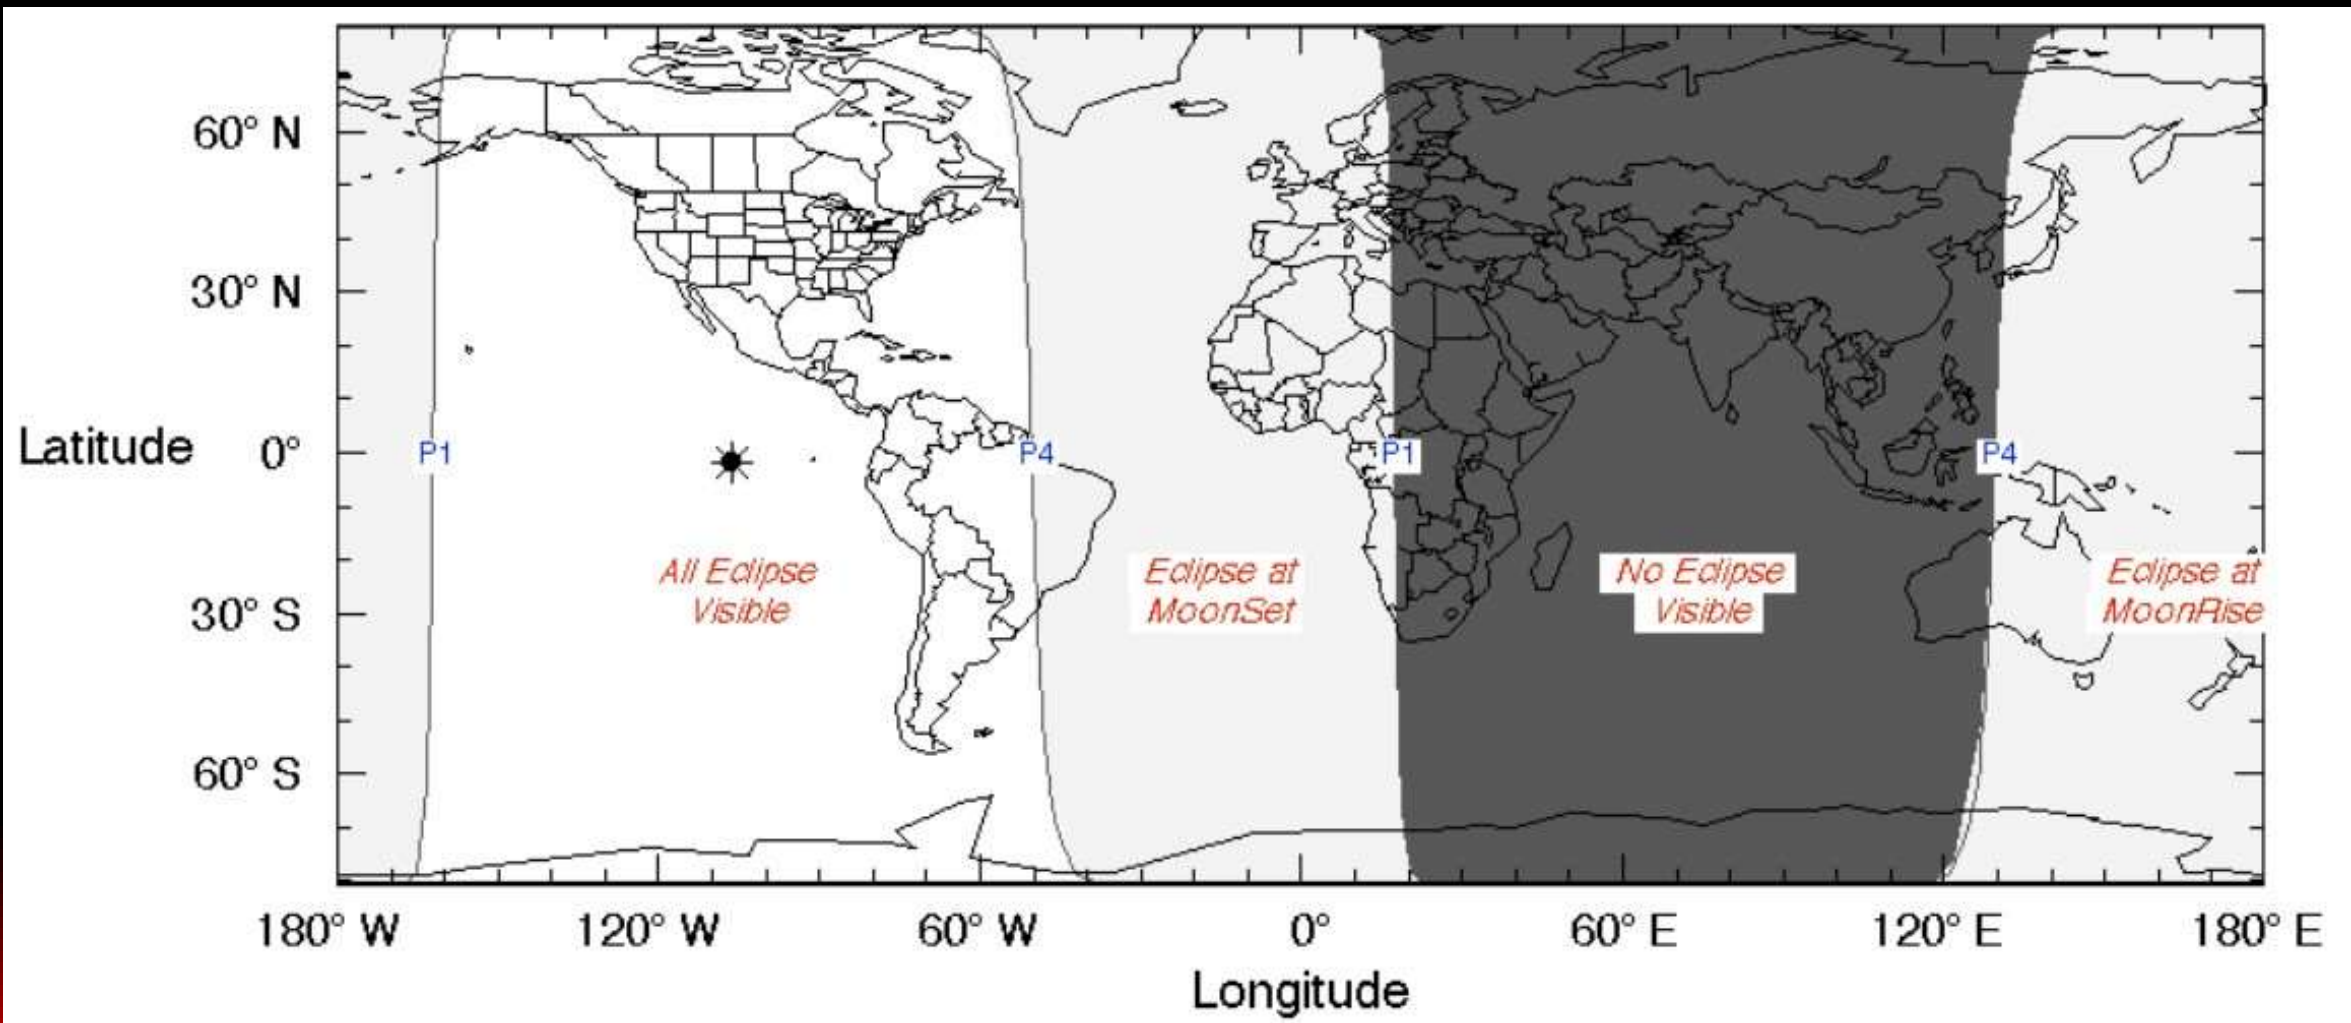 60° N
30° N
Latitude 0°
P1 P4 P1 P4
All Eclipse
Visible
Eclipse at
MoonSet
No Eclipse
Visible
Eclipse at
MoonRise
30° S
60° S
180° W 120° W 60° W 0° 60° E 120° E 180° E
Longitude